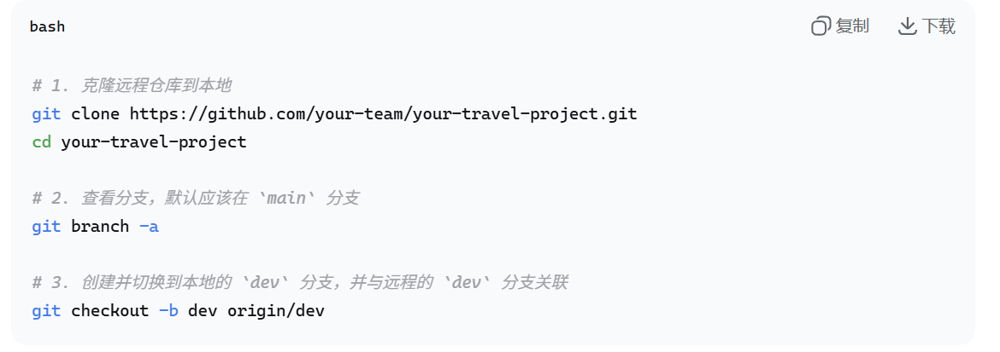 bash
复制
下载
# 1. 克隆远程仓库到本地
git clone https://github.com/your-team/your-travel-project.git
cd your-travel-project
# 2. 查看分支，默认应该在 `main` 分支
git branch -a
# 3. 创建并切换到本地的 `dev` 分支，并与远程的 `dev` 分支关联
git checkout -b dev origin/dev